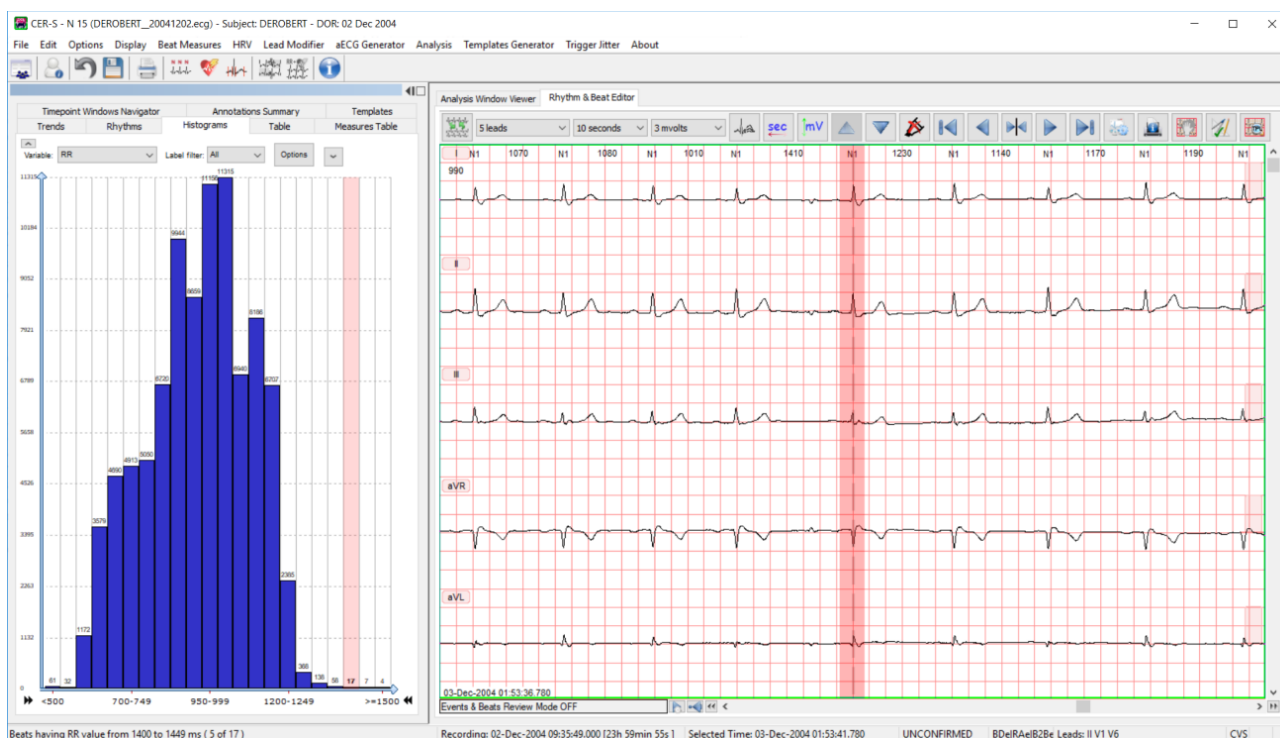 CER-S - N 15 (DEROBERT__20041202.ecg) - Subject: DEROBERT - DOR: 02 Dec 2004
File Edit Options Display Beat Measures HRV Lead Modifier aECG Generator Analysis Templates Generator Trigger Jitter About
Timepoint Windows Navigator Annotations Summary Templates
Trends Rhythms Histograms Table Measures Table
Variable: RR Label filter: All Options
11315
10184
9052
7921
6789
5658
4526
3395
2263
1132
0
61 32 1172 3579 4690 4913 5050 6720 9944 8659 11156 11315 6940 8186 6707 2385 368 136 56 17 7 4
<500 700-749 950-999 1200-1249 >=1500
Analysis Window Viewer Rhythm & Beat Editor
5 leads 10 seconds 3 mvolts sec mV
I N1 1070 N1 1080 N1 1010 N1 1410 N1 1230 N1 1140 N1 1170 N1 1190 N1
990
II
III
aVR
aVL
03-Dec-2004 01:53:36.780
Events & Beats Review Mode OFF
Beats having RR value from 1400 to 1449 ms ( 5 of 17 ) Recording: 02-Dec-2004 09:35:49.000 [23h 59min 55s ] Selected Time: 03-Dec-2004 01:53:41.780 UNCONFIRMED BDelRAelB2Be Leads: II V1 V6 CVS